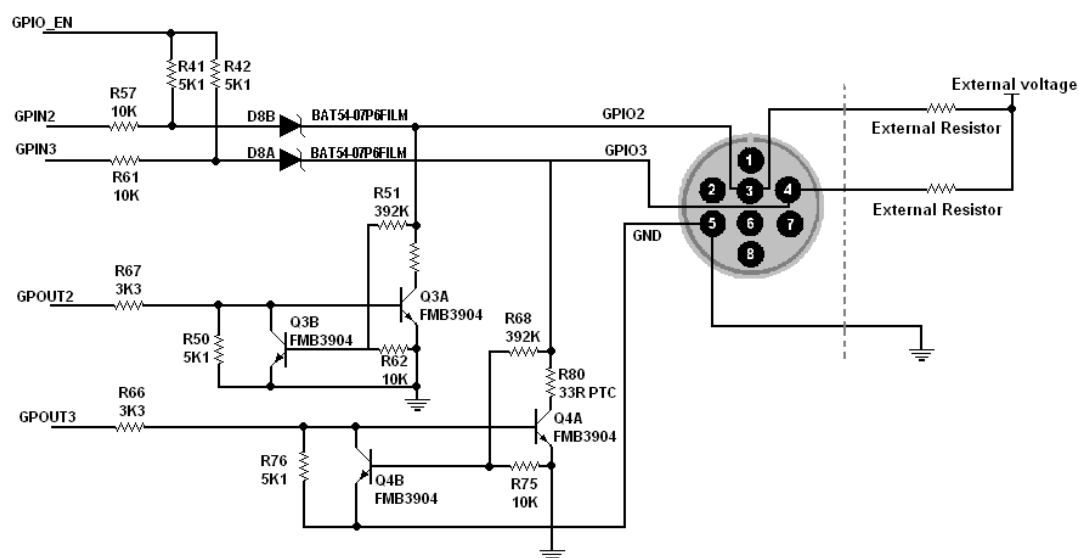 GPIO_EN
R41
5K1
R42
5K1
R57
10K
GPIN2
D8B
BAT54-07P6FILM
GPIO2
GPIN3
D8A
BAT54-07P6FILM
GPIO3
R61
10K
External voltage
External Resistor
External Resistor
1
2
3
4
5
6
7
8
GND
R51
392K
R67
3K3
GPOUT2
R50
5K1
Q3B
FMB3904
Q3A
FMB3904
R62
10K
R68
392K
R80
33R PTC
R66
3K3
GPOUT3
Q4A
FMB3904
R76
5K1
Q4B
FMB3904
R75
10K